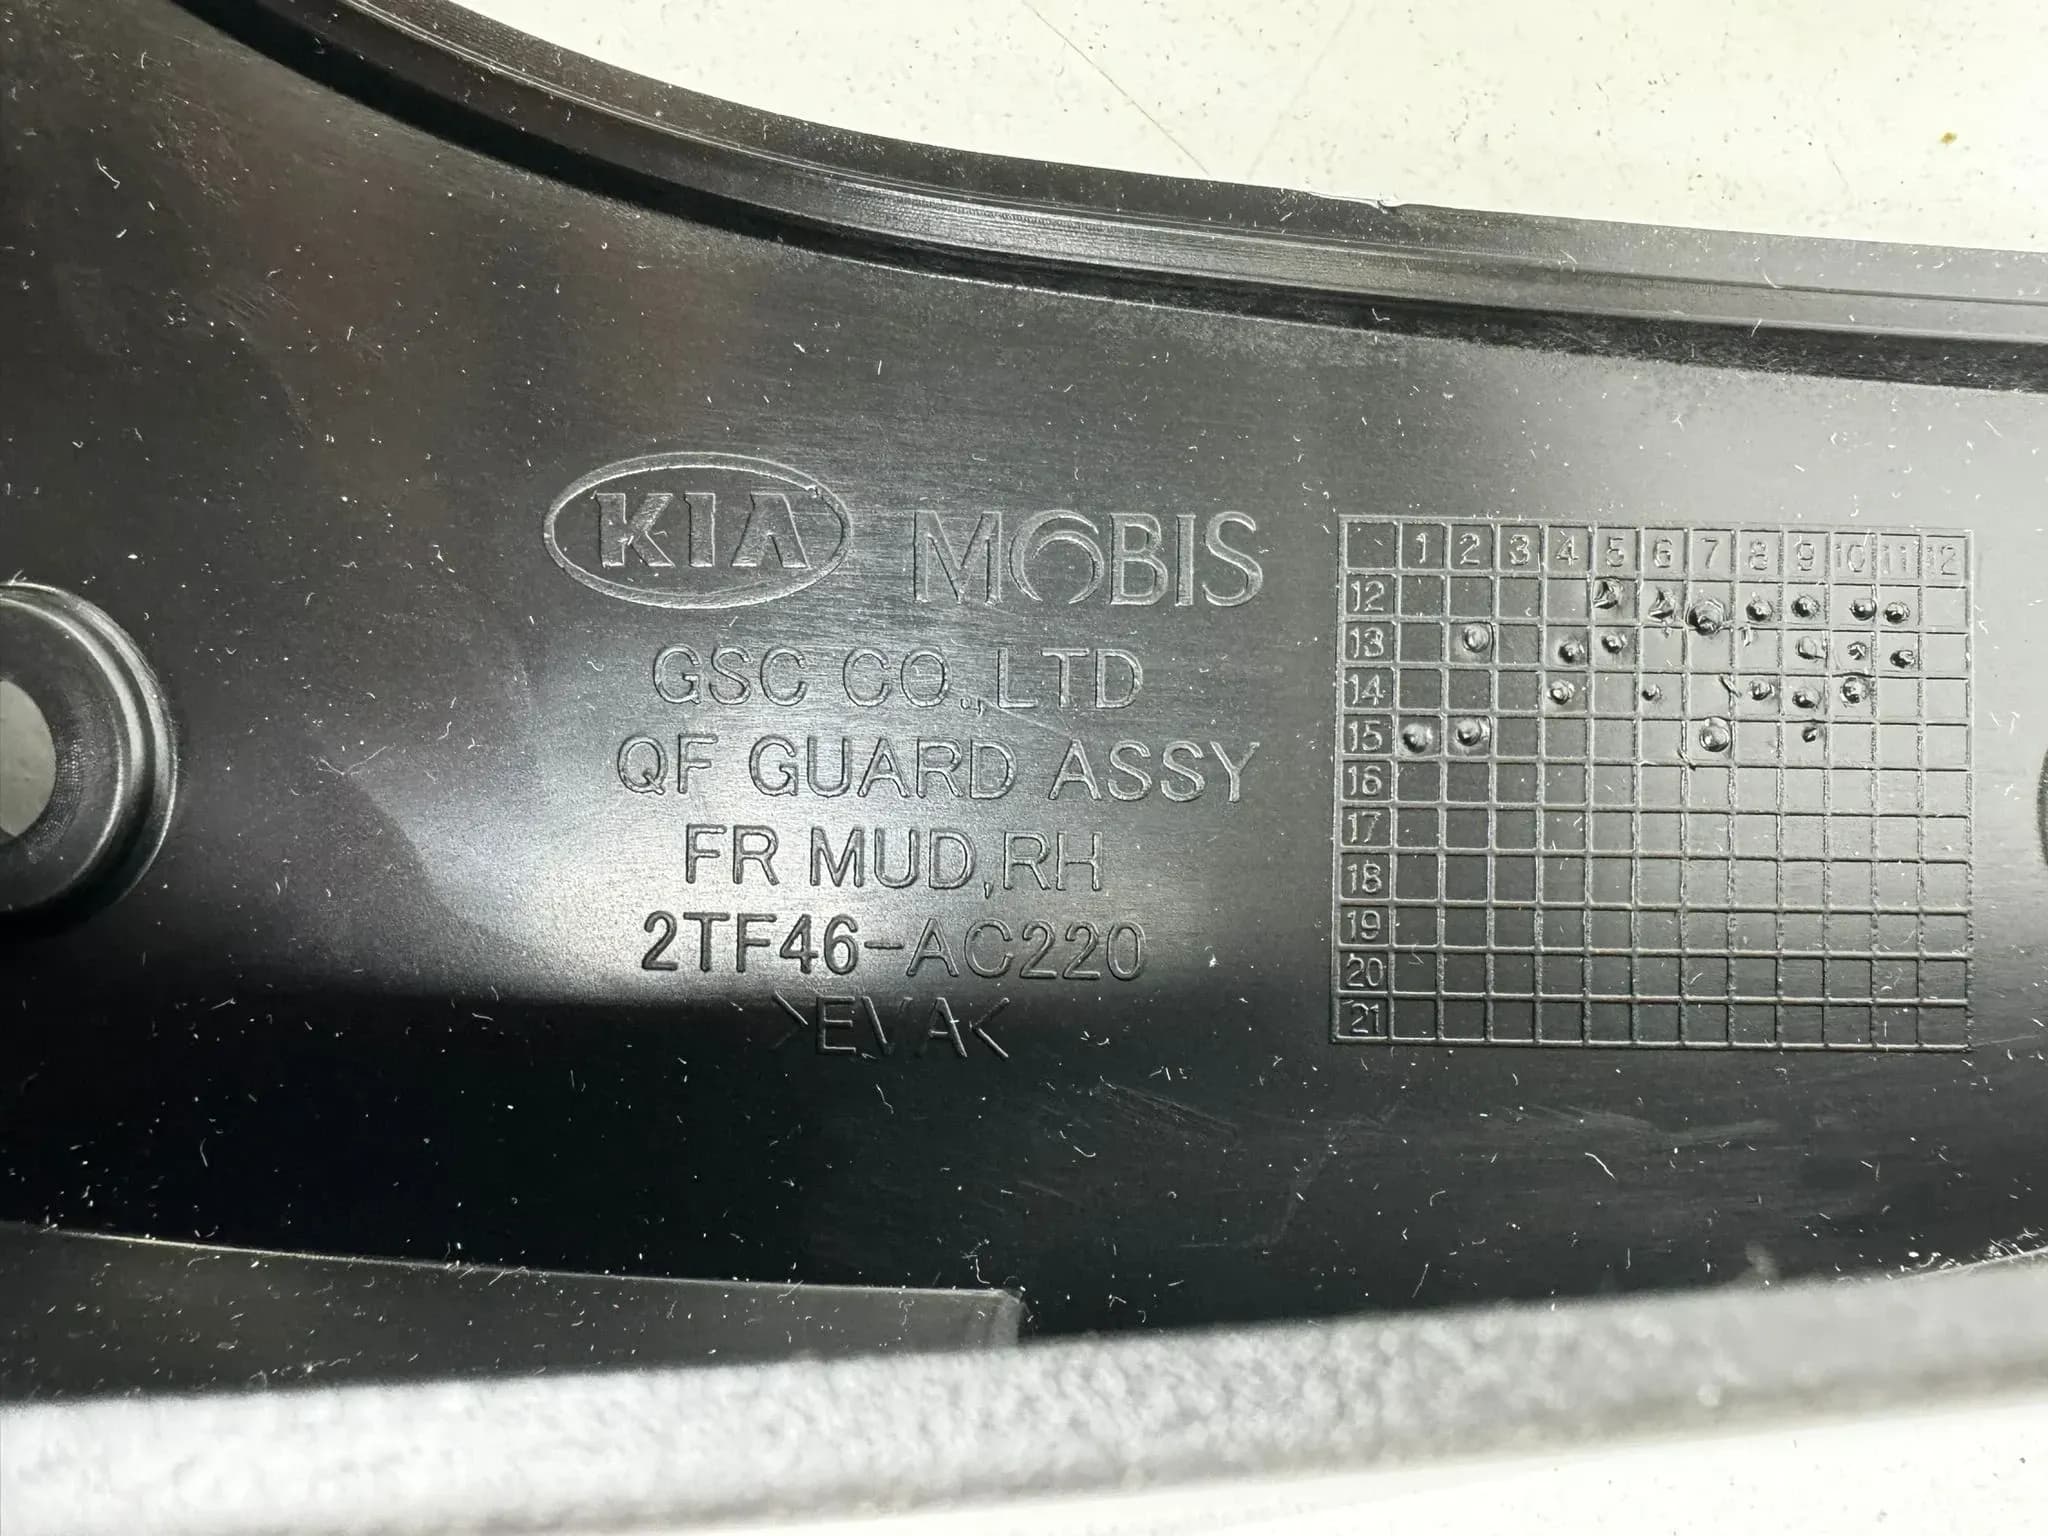 KIA MOBIS
GSC CO.,LTD
QF GUARD ASSY
FR MUD,RH
2TF46-AC220
>EVA<
1 2 3 4 5 6 7 8 9 10 11 12
12
13
14
15
16
17
18
19
20
21